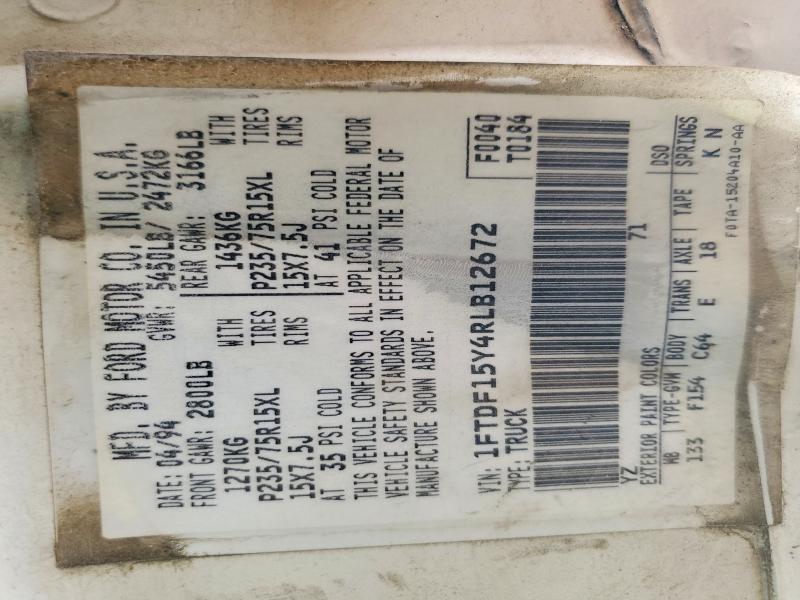 MFD. BY FORD MOTOR CO. IN U.S.A.
DATE: 04/94 GVWR: 5450LB/ 2472KG
FRONT GAWR: 2800LB REAR GAWR: 3166LB
1270KG WITH 1436KG WITH
P235/75R15XL TIRES P235/75R15XL TIRES
15X7.5J RIMS 15X7.5J RIMS
AT 35 PSI COLD AT 41 PSI COLD
THIS VEHICLE CONFORMS TO ALL APPLICABLE FEDERAL MOTOR
VEHICLE SAFETY STANDARDS IN EFFECT ON THE DATE OF
MANUFACTURE SHOWN ABOVE.
VIN: 1FTDF15Y4RLB12672 F0040
TYPE: TRUCK T0184
YZ 71
EXTERIOR PAINT COLORS DSO
WB TYPE-GVM BODY TRANS AXLE TAPE SPRINGS
133 F154 C64 E 18 K N
F0TA-15204A10-AA